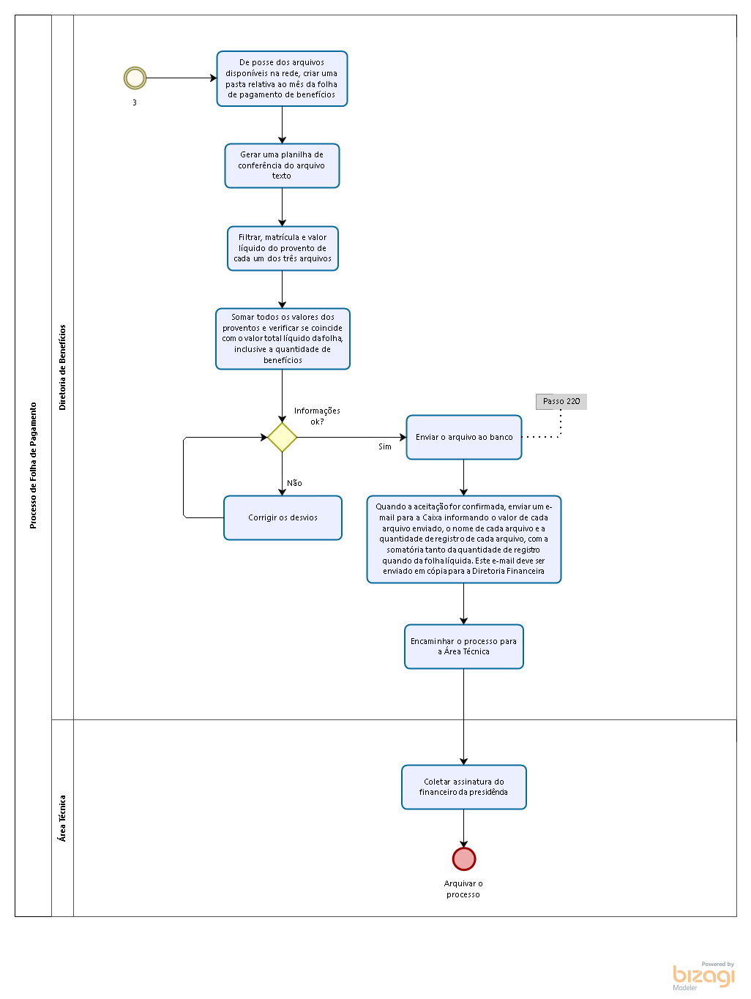 Processo de Folha de Pagamento
Diretoria de Benefícios
3
De posse dos arquivos
disponíveis na rede, criar uma
pasta relativa ao mês da folha
de pagamento de benefícios
Gerar uma planilha de
conferência do arquivo
texto
Filtrar, matrícula e valor
líquido do provento de
cada um dos três arquivos
Somar todos os valores dos
proventos e verificar se coincide
com o valor total líquido da folha,
inclusive a quantidade de
benefícios
Informações
ok?
Sim
Não
Corrigir os desvios
Passo 220
Enviar o arquivo ao banco
Quando a aceitação for confirmada, enviar um e-
mail para a Caixa informando o valor de cada
arquivo enviado, o nome de cada arquivo e a
quantidade de registro de cada arquivo, com a
somatória tanto da quantidade de registro
quando da folha líquida. Este e-mail deve ser
enviado em cópia para a Diretoria Financeira
Encaminhar o processo para
a Área Técnica
Área Técnica
Coletar assinatura do
financeiro da presidência
Arquivar o
processo
Powered by
bizagi
Modeler